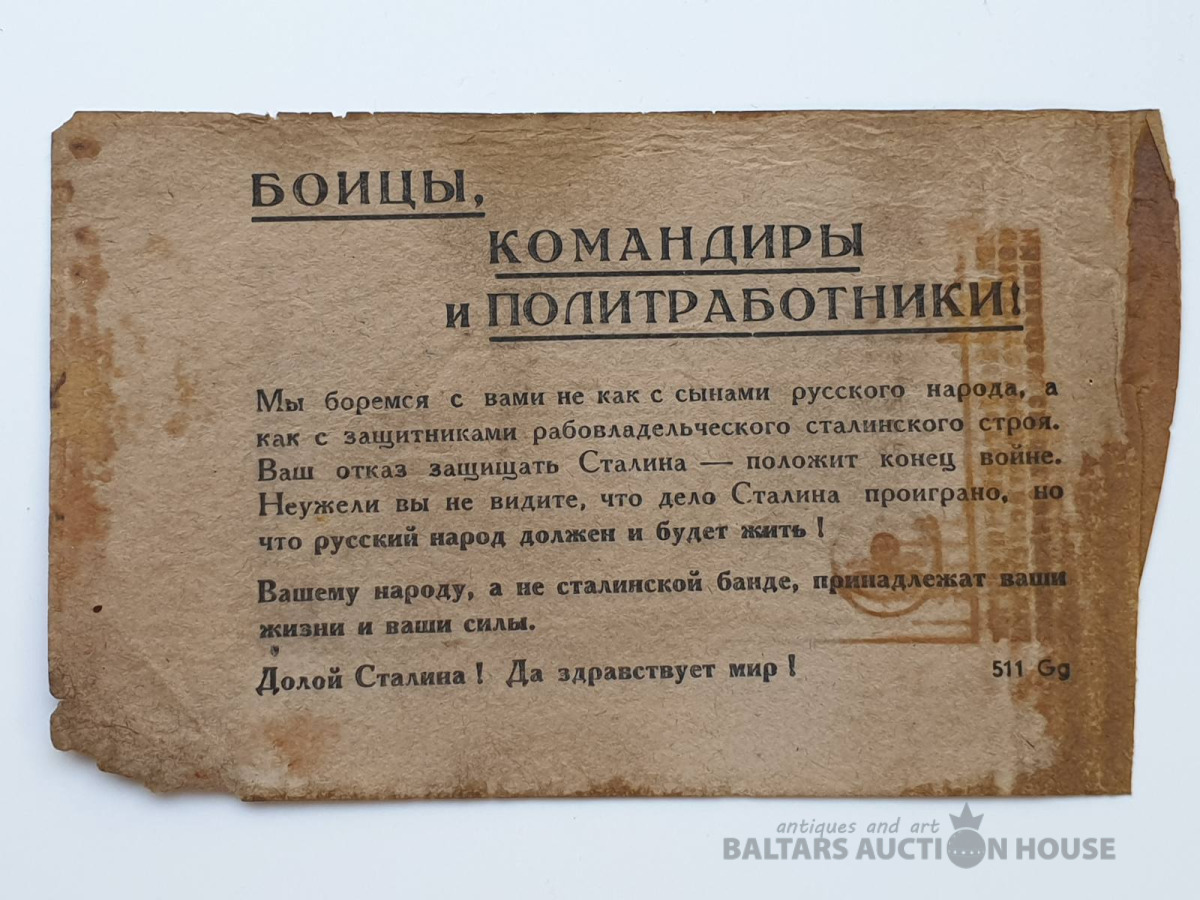 БОИЦЫ,
КОМАНДИРЫ
и ПОЛИТРАБОТНИКИ!
Мы боремся с вами не как с сынами русского народа, а
как с защитниками рабовладельческого сталинского строя.
Ваш отказ защищать Сталина — положит конец войне.
Неужели вы не видите, что дело Сталина проиграно, но
что русский народ должен и будет жить !
Вашему народу, а не сталинской банде, принадлежат ваши
жизни и ваши силы.
Долой Сталина ! Да здравствует мир !
511 Gg
antiques and art
BALTARS AUCTION HOUSE